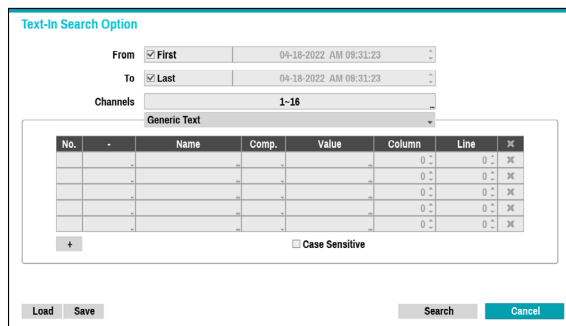 Text-In Search Option
From First 04-18-2022 AM 09:31:23
To Last 04-18-2022 AM 09:31:23
Channels 1~16 ...
Generic Text
No. - Name Comp. Value Column Line ✖
... ... 0 0 ✖
... ... 0 0 ✖
... ... 0 0 ✖
... ... 0 0 ✖
... ... 0 0 ✖
+ Case Sensitive
Load Save Search Cancel